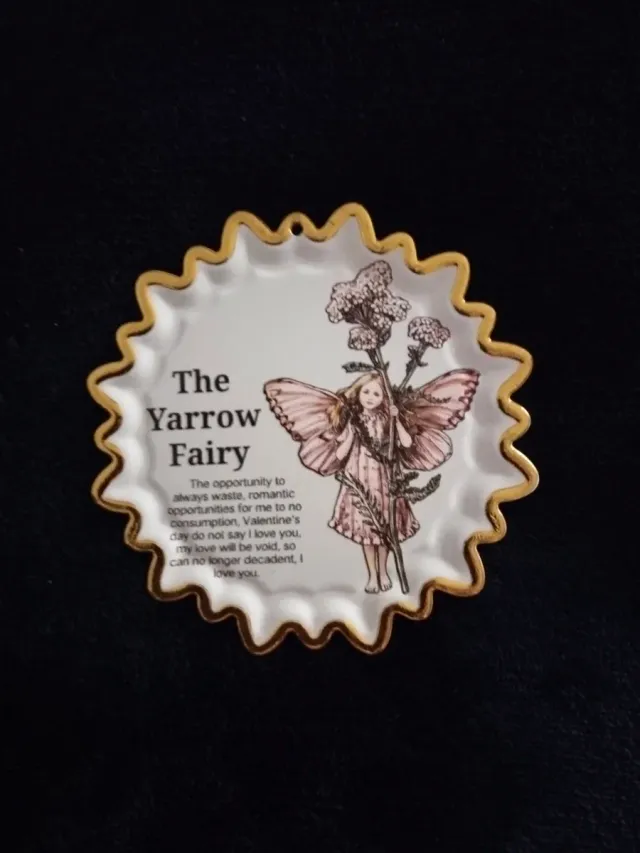 The
Yarrow
Fairy
The opportunity to
always waste, romantic
opportunities for me to no
consumption, Valentine's
day do not say I love you,
my love will be void, so
can no longer decadent, I
love you.